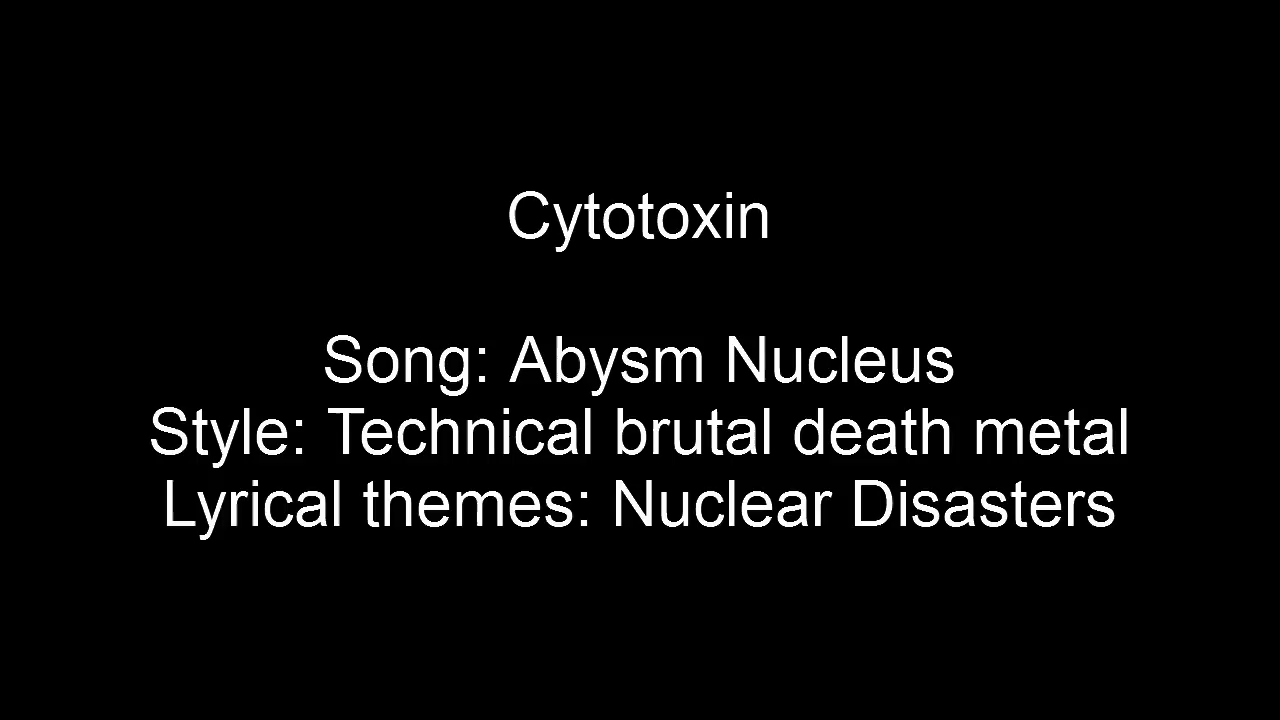 Cytotoxin
Song: Abysm Nucleus
Style: Technical brutal death metal
Lyrical themes: Nuclear Disasters